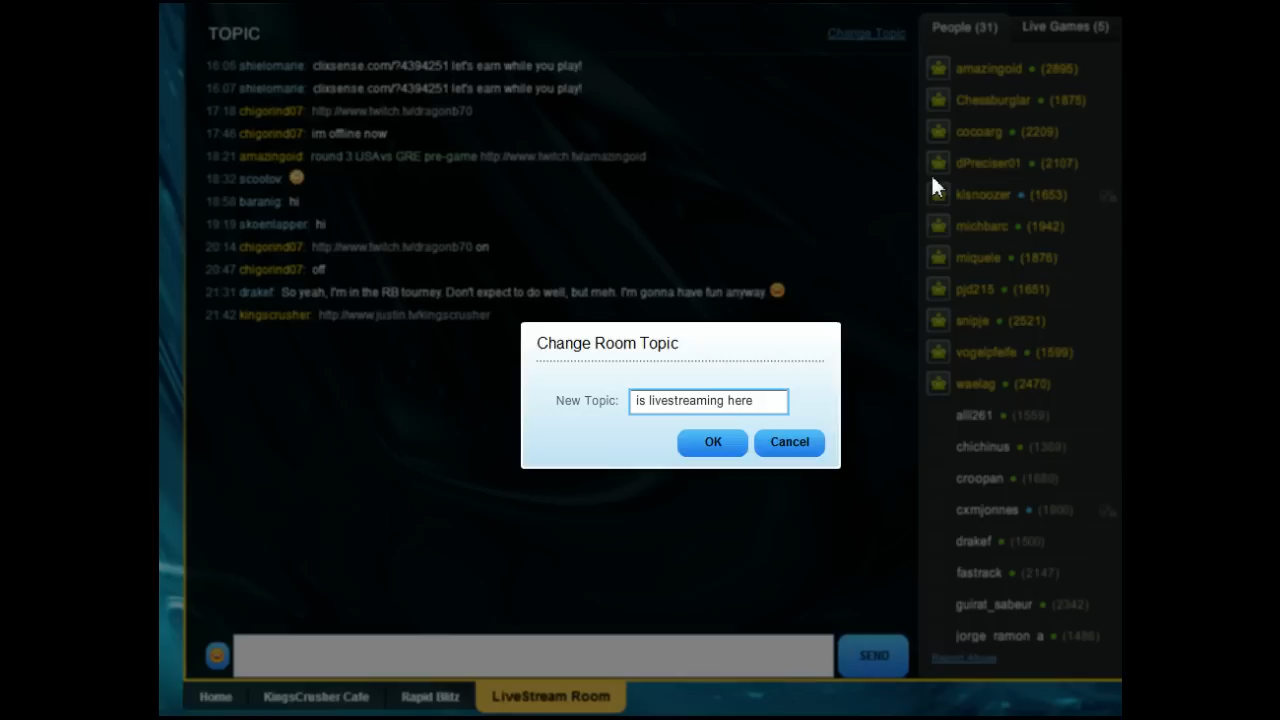 TOPIC
Change Topic
16:06 shielomarie: clixsense.com/?4394251 let's earn while you play!
16:07 shielomarie: clixsense.com/?4394251 let's earn while you play!
17:18 chigorind07: http://www.twitch.tv/dragonb70
17:46 chigorind07: im offline now
18:21 amazingoid: round 3 USA vs GRE pre-game http://www.twitch.tv/amazingoid
18:32 scootov:
18:58 baranig: hi
19:19 skoenlapper: hi
20:14 chigorind07: http://www.twitch.tv/dragonb70 on
20:47 chigorind07: off
21:31 drakef: So yeah, I'm in the RB tourney. Don't expect to do well, but meh. I'm gonna have fun anyway.
21:42 kingscrusher: http://www.justin.tv/kingscrusher
Change Room Topic
New Topic: is livestreaming here
OK Cancel
SEND
People (31) Live Games (5)
amazingoid (2895)
Chessburglar (1875)
cocoarg (2209)
dPreciser01 (2107)
klsnoozer (1653)
michbarc (1942)
miquele (1876)
pjd215 (1651)
snipje (2521)
vogelpfeife (1599)
waelag (2470)
alli261 (1559)
chichinus (1369)
croopan (1680)
cxmjonnes (1900)
drakef (1500)
fastrack (2147)
guirat_sabeur (2342)
jorge_ramon_a (1486)
Report Abuse
Home KingsCrusher Cafe Rapid Blitz LiveStream Room